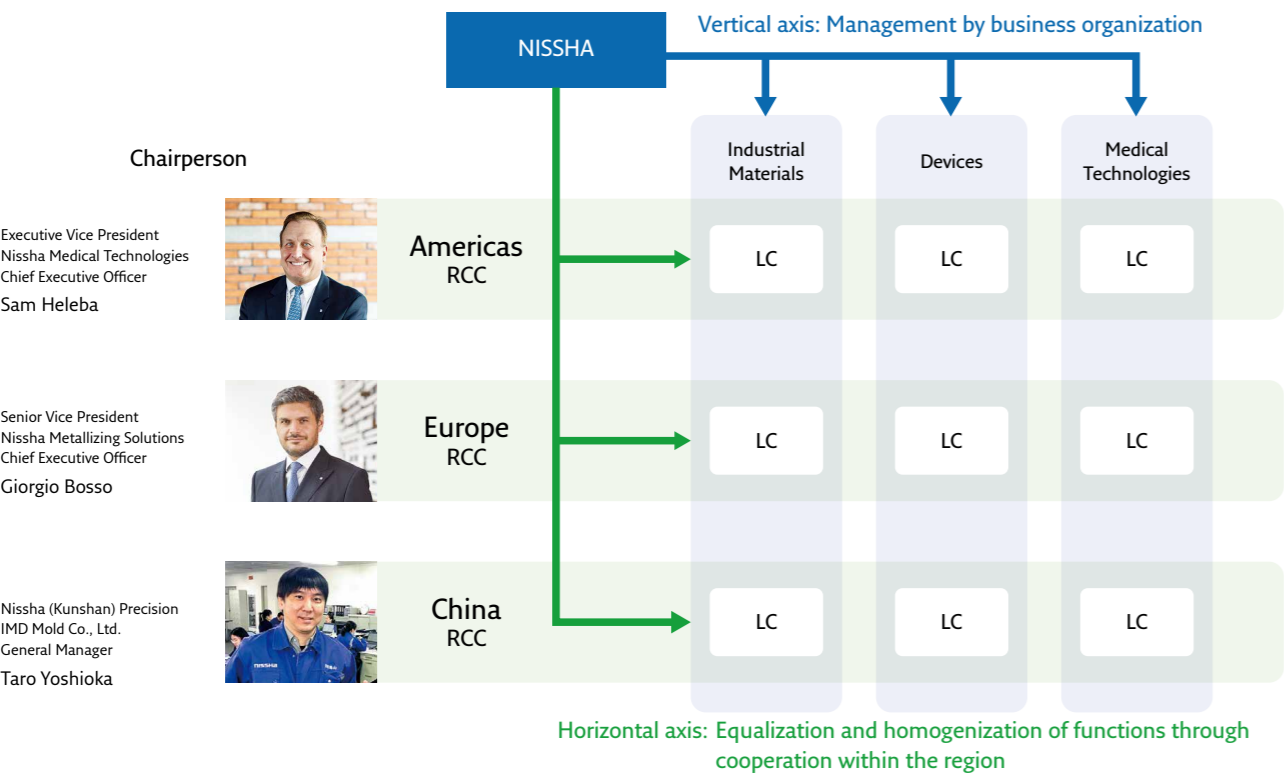 NISSHA
Vertical axis: Management by business organization
Chairperson
Industrial
Materials
Devices
Medical
Technologies
Executive Vice President
Nissha Medical Technologies
Chief Executive Officer
Sam Heleba
Americas
RCC
LC
LC
LC
Senior Vice President
Nissha Metallizing Solutions
Chief Executive Officer
Giorgio Bosso
Europe
RCC
LC
LC
LC
Nissha (Kunshan) Precision
IMD Mold Co., Ltd.
General Manager
Taro Yoshioka
nissha
China
RCC
LC
LC
LC
Horizontal axis: Equalization and homogenization of functions through
cooperation within the region